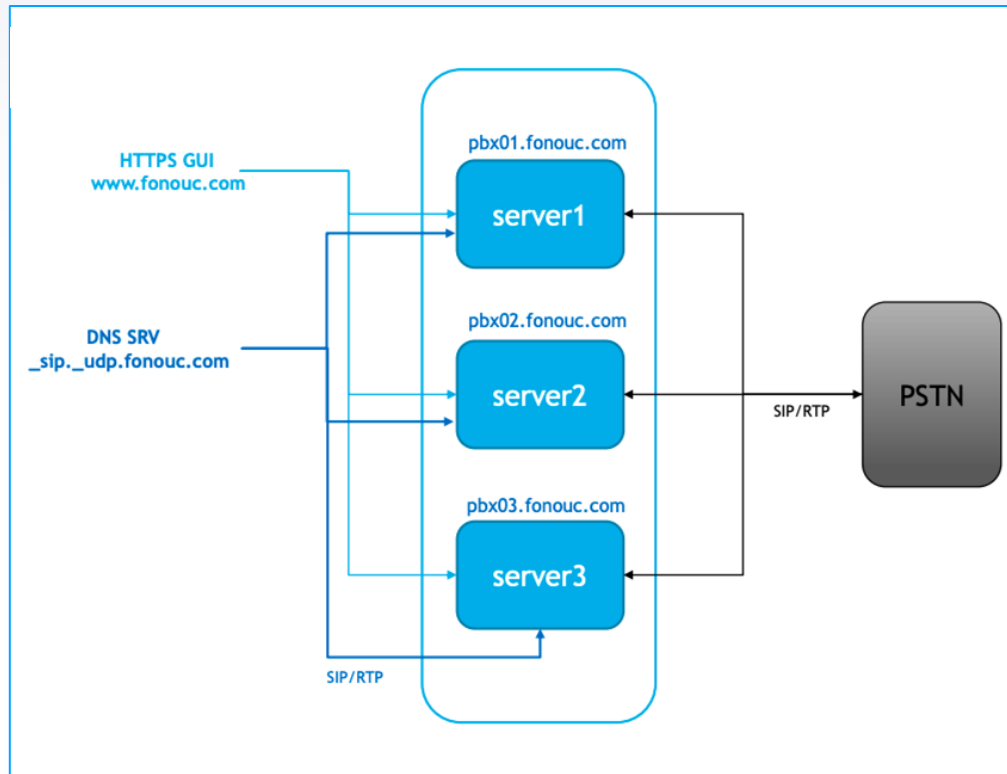 pbx01.fonouc.com
HTTPS GUI
www.fonouc.com
server1
pbx02.fonouc.com
DNS SRV
_sip._udp.fonouc.com
server2
PSTN
SIP/RTP
pbx03.fonouc.com
server3
SIP/RTP